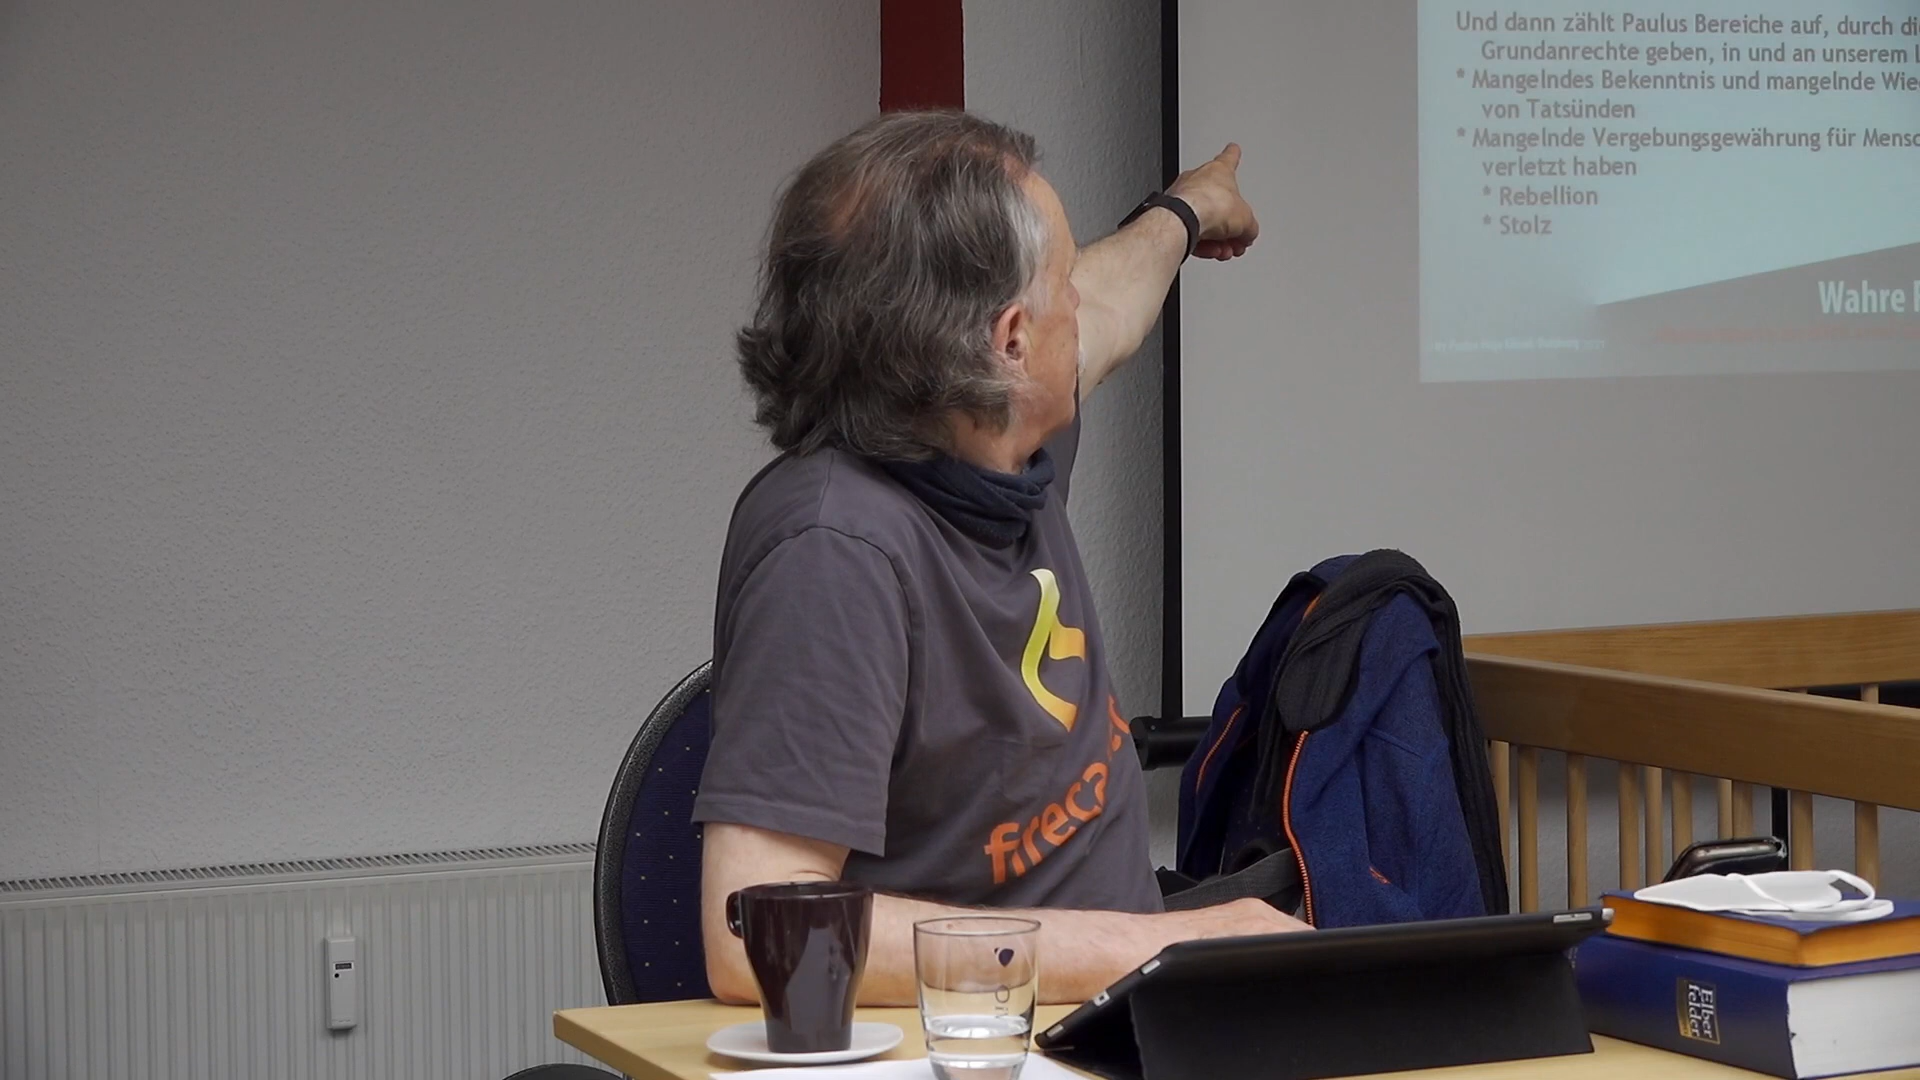 Und dann zählt Paulus Bereiche auf, durch di
Grundanrechte geben, in und an unserem L
* Mangelndes Bekenntnis und mangelnde Wie
von Tatsünden
* Mangelnde Vergebungsgewährung für Mensc
verletzt haben
* Rebellion
* Stolz
Wahre
fireca
Elber
felder